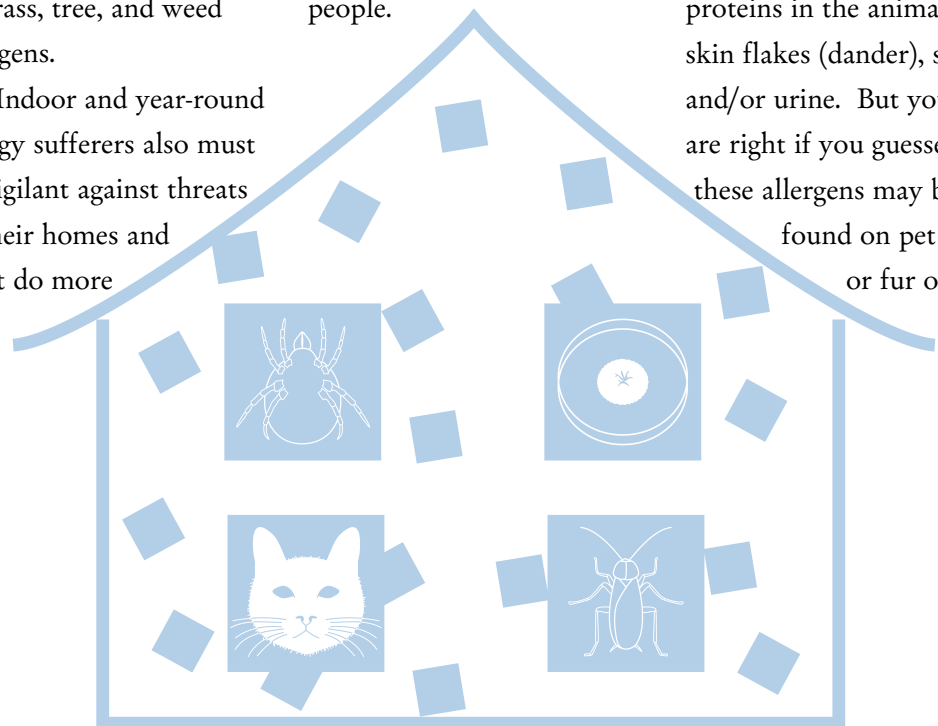 rass, tree, and weed
gens.
Indoor and year-round
gy sufferers also must
igilant against threats
heir homes and
t do more
people.
proteins in the anima
skin flakes (dander), s
and/or urine. But yo
are right if you guesse
these allergens may b
found on pet
or fur o